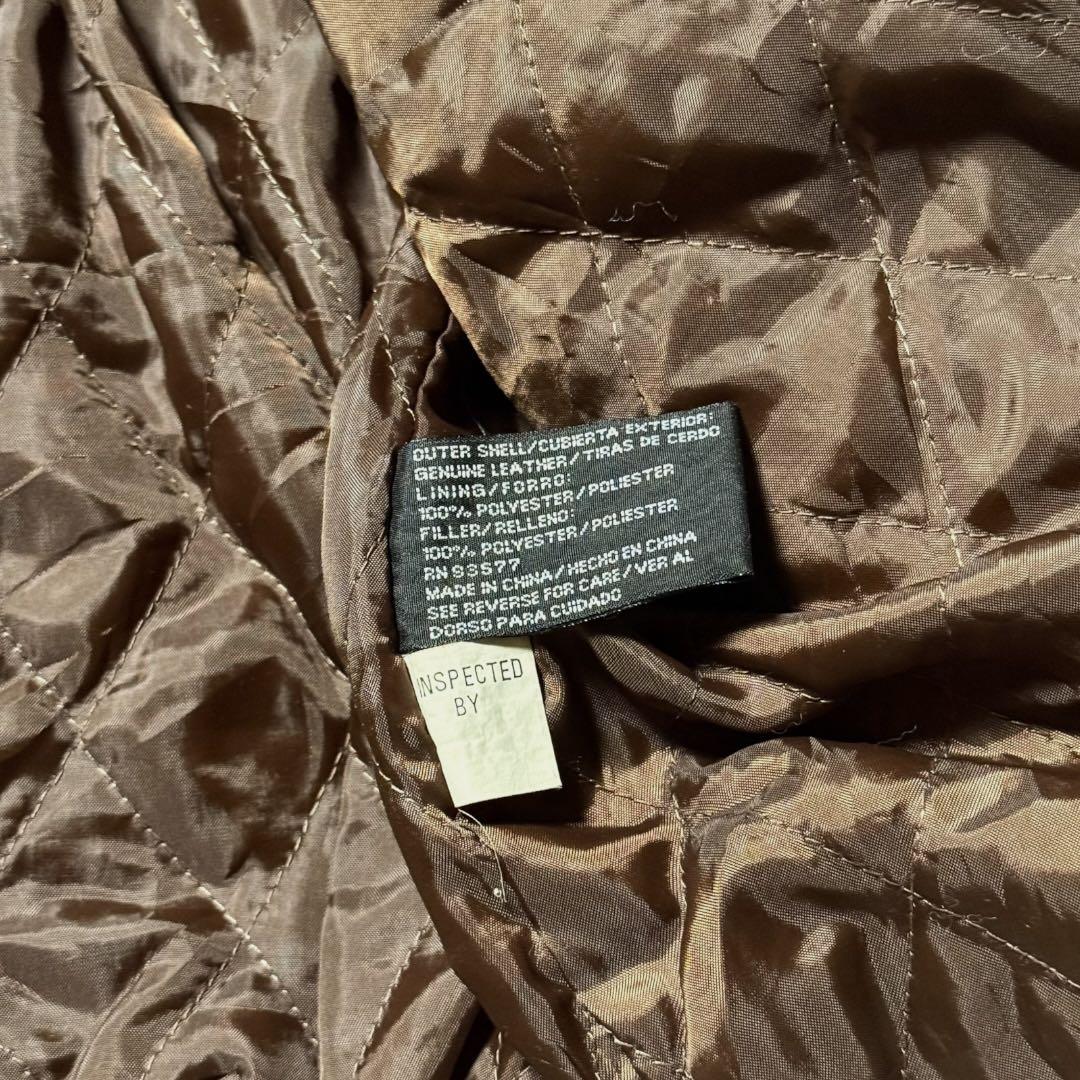 OUTER SHELL/CUBIERTA EXTERIOR:
GENUINE LEATHER/TIRAS DE CERDO
LINING/FORRO:
100% POLYESTER/POLIESTER
FILLER/RELLENO:
100% POLYESTER/POLIESTER
RN
MADE IN CHINA/HECHO EN CHINA
SEE REVERSE FOR CARE/VER AL
DORSO PARA CUIDADO
INSPECTED
BY